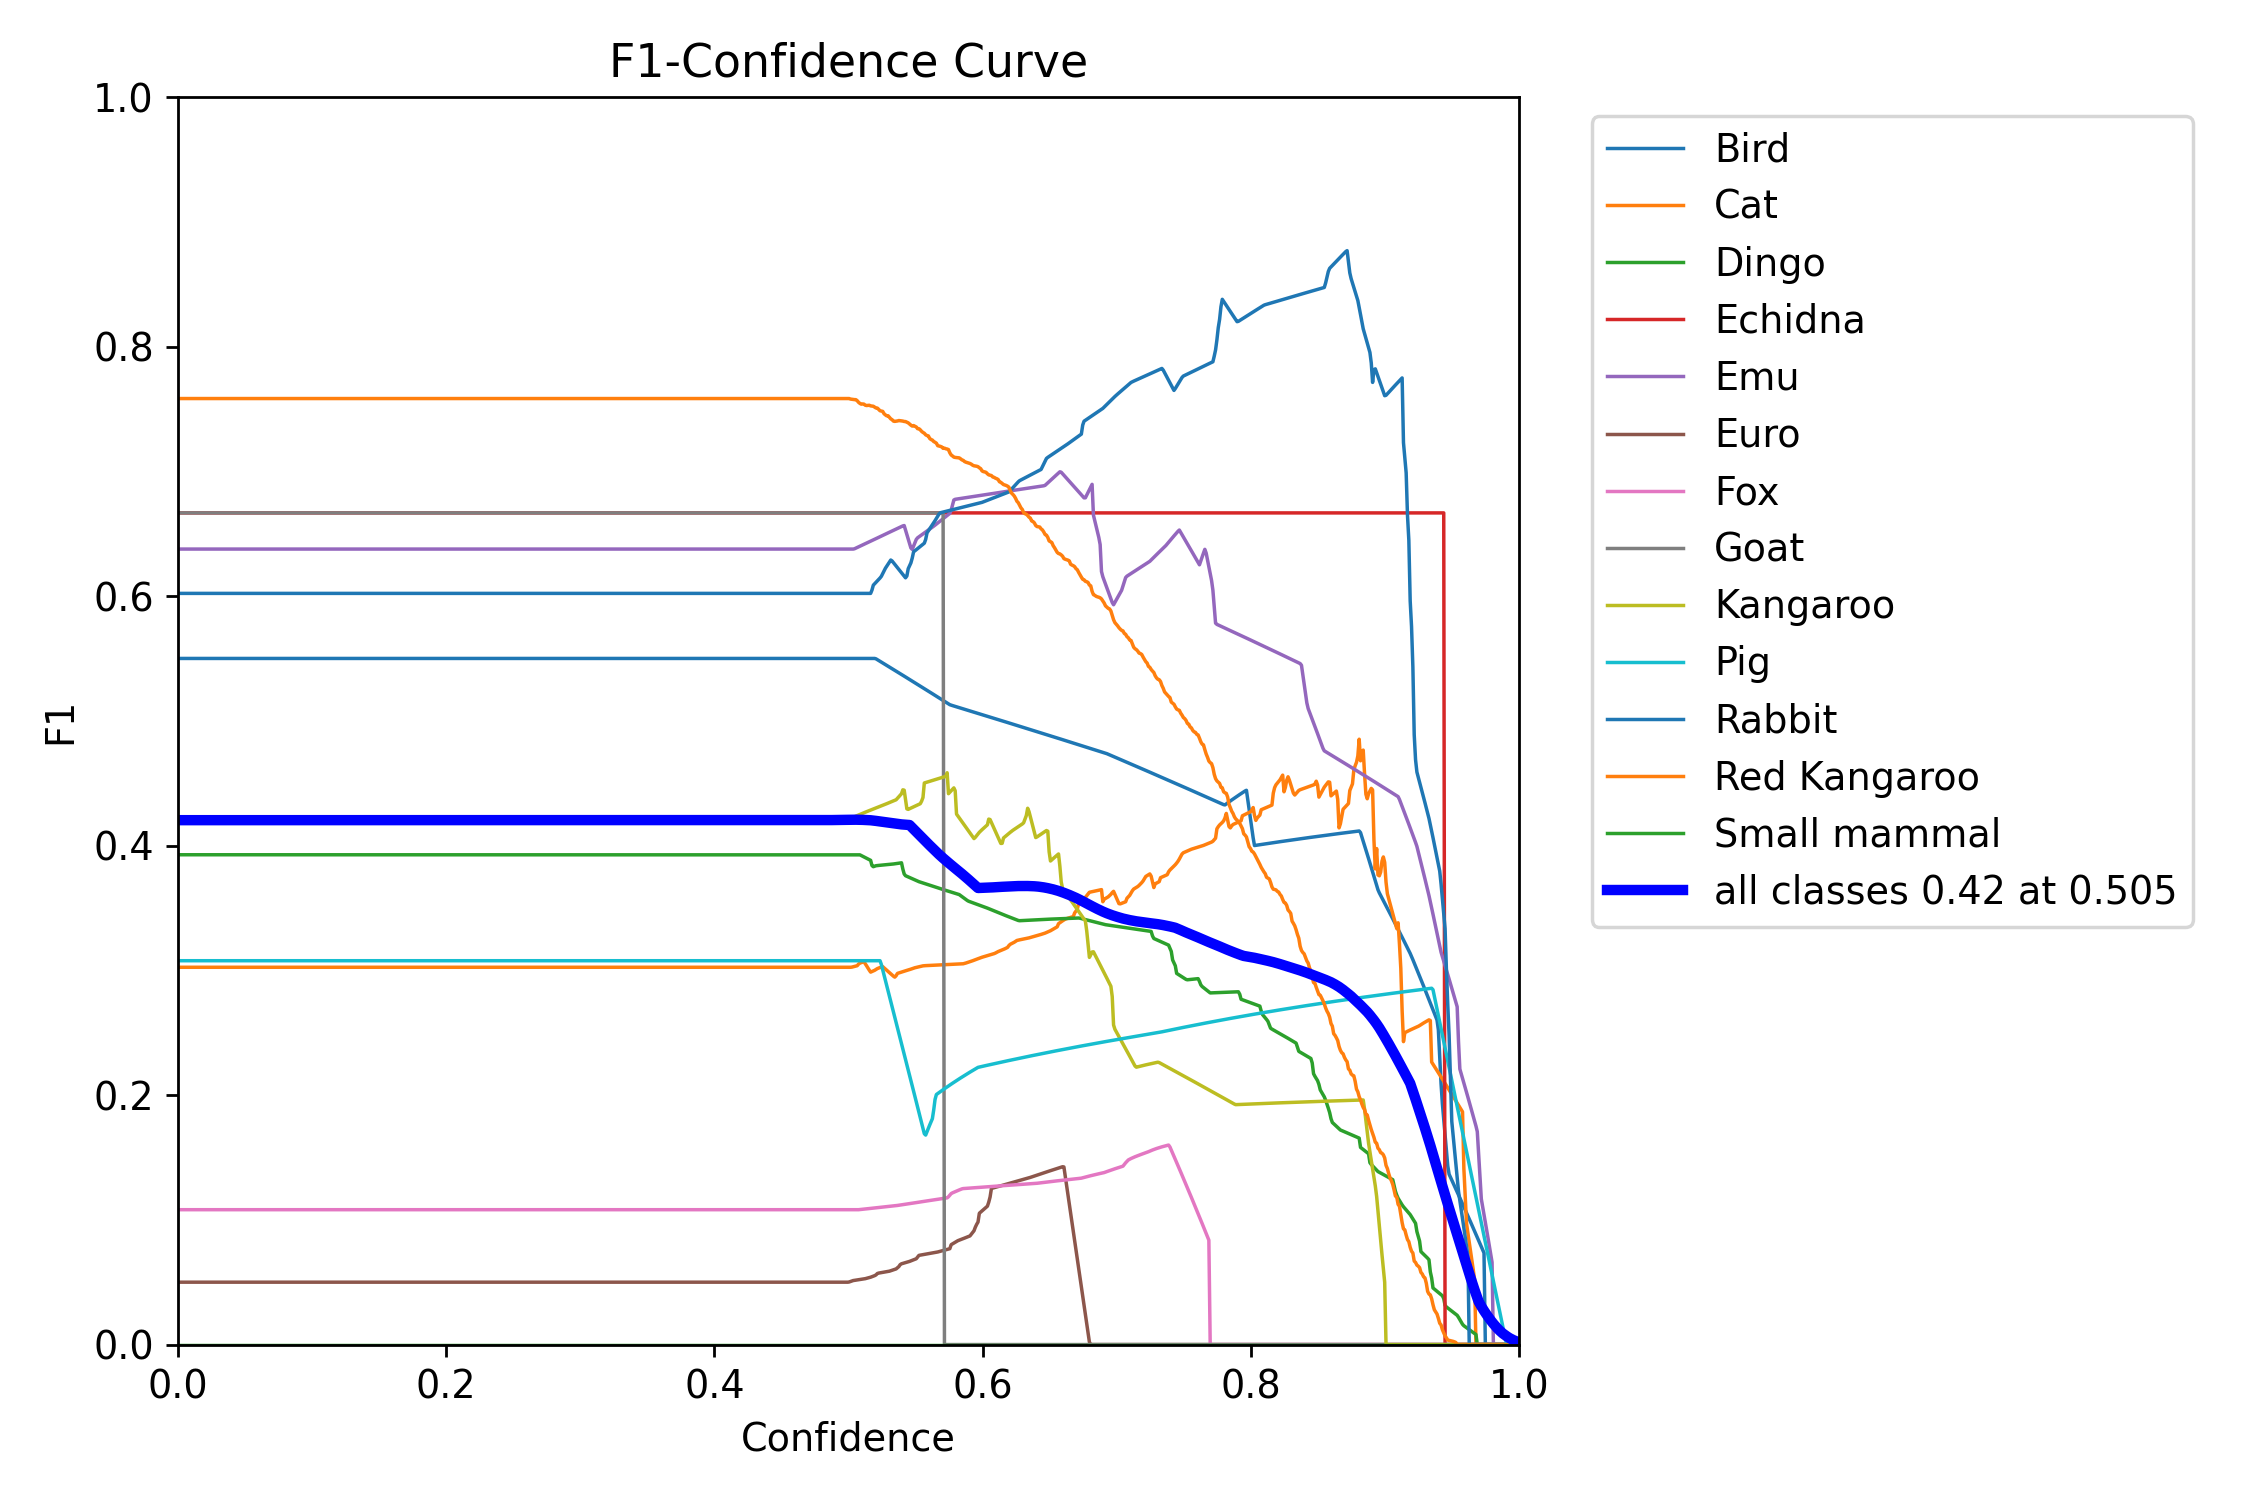 F1-Confidence Curve
1.0
0.8
0.6
0.4
0.2
0.0
F1
0.0 0.2 0.4 0.6 0.8 1.0
Confidence
Bird
Cat
Dingo
Echidna
Emu
Euro
Fox
Goat
Kangaroo
Pig
Rabbit
Red Kangaroo
Small mammal
all classes 0.42 at 0.505